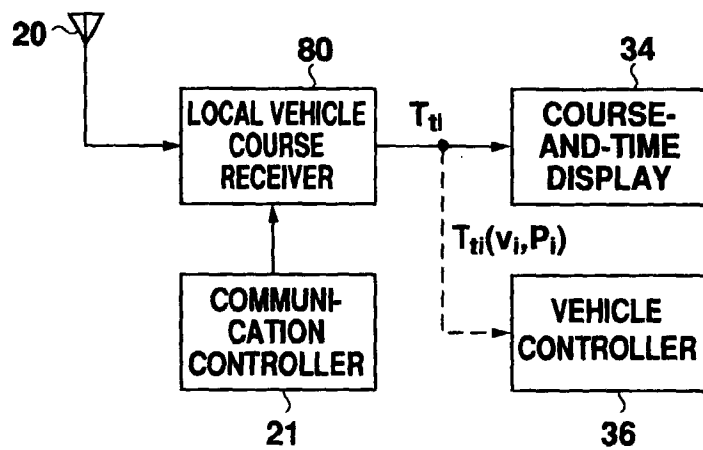 20
80
34
LOCAL VEHICLE
COURSE
RECEIVER
Tti
COURSE-
AND-TIME
DISPLAY
Tti(vi,Pi)
COMMUNI-
CATION
CONTROLLER
VEHICLE
CONTROLLER
21
36